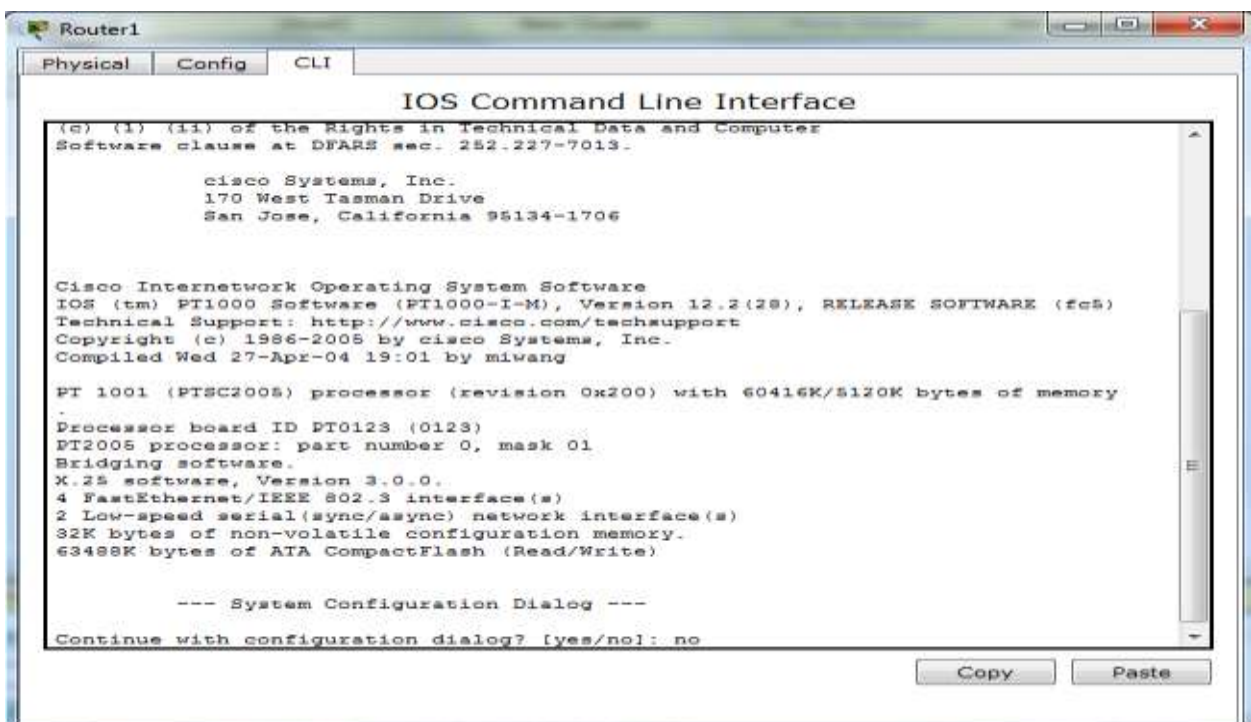 Router1
Physical Config CLI
IOS Command Line Interface
(c) (1) (ii) of the Rights in Technical Data and Computer
Software clause at DFARS sec. 252.227-7013.
cisco Systems, Inc.
170 West Tasman Drive
San Jose, California 95134-1706
Cisco Internetwork Operating System Software
IOS (tm) PT1000 Software (PT1000-I-M), Version 12.2(28), RELEASE SOFTWARE (fc5)
Technical Support: http://www.cisco.com/techsupport
Copyright (c) 1986-2005 by cisco Systems, Inc.
Compiled Wed 27-Apr-04 19:01 by miwang
PT 1001 (PTSC2005) processor (revision 0x200) with 60416K/5120K bytes of memory
.
Processor board ID PT0123 (0123)
PT2005 processor: part number 0, mask 01
Bridging software.
X.25 software, Version 3.0.0.
4 FastEthernet/IEEE 802.3 interface(s)
2 Low-speed serial(sync/async) network interface(s)
32K bytes of non-volatile configuration memory.
63488K bytes of ATA CompactFlash (Read/Write)
--- System Configuration Dialog ---
Continue with configuration dialog? [yes/no]: no
Copy Paste